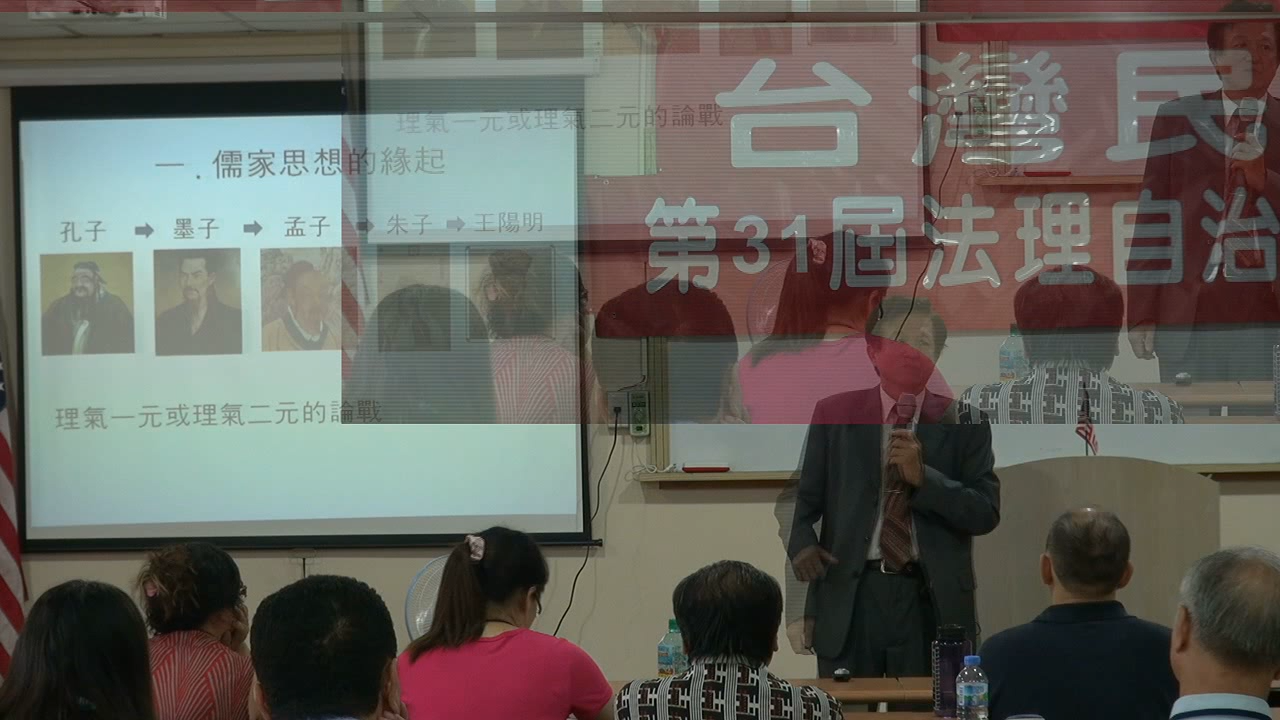 一．儒家思想的緣起
孔子 ➡ 墨子 ➡ 孟子 ➡ 朱子 ➡ 王陽明
理氣一元或理氣二元的論戰
理氣一元或理氣二元的論戰
台灣民
第31屆法理自治